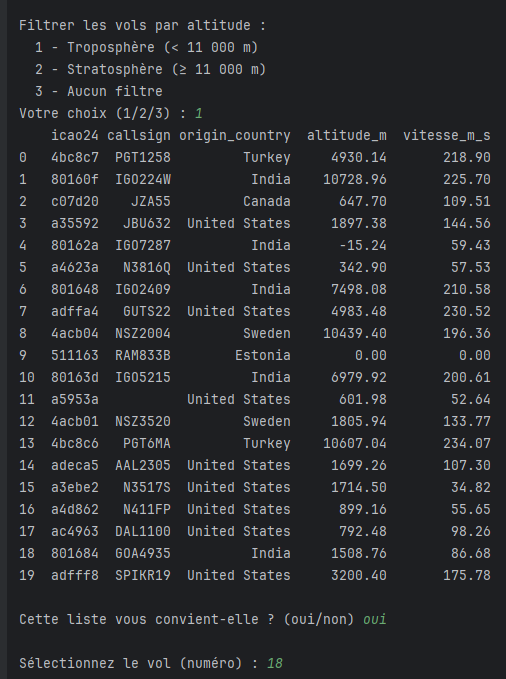 Filtrer les vols par altitude :
1 - Troposphère (< 11 000 m)
2 - Stratosphère (≥ 11 000 m)
3 - Aucun filtre
Votre choix (1/2/3) : 1
icao24 callsign origin_country altitude_m vitesse_m_s
0 4bc8c7 PGT1258 Turkey 4930.14 218.90
1 80160f IGO224W India 10728.96 225.70
2 c07d20 JZA55 Canada 647.70 109.51
3 a35592 JBU632 United States 1897.38 144.56
4 80162a IGO7287 India -15.24 59.43
5 a4623a N3816Q United States 342.90 57.53
6 801648 IGO2409 India 7498.08 210.58
7 adffa4 GUTS22 United States 4983.48 230.52
8 4acb04 NSZ2004 Sweden 10439.40 196.36
9 511163 RAM833B Estonia 0.00 0.00
10 80163d IGO5215 India 6979.92 200.61
11 a5953a United States 601.98 52.64
12 4acb01 NSZ3520 Sweden 1805.94 133.77
13 4bc8c6 PGT6MA Turkey 10607.04 234.07
14 adeca5 AAL2305 United States 1699.26 107.30
15 a3ebe2 N3517S United States 1714.50 34.82
16 a4d862 N411FP United States 899.16 55.65
17 ac4963 DAL1100 United States 792.48 98.26
18 801684 GOA4935 India 1508.76 86.68
19 adfff8 SPIKR19 United States 3200.40 175.78
Cette liste vous convient-elle ? (oui/non) oui
Sélectionnez le vol (numéro) : 18